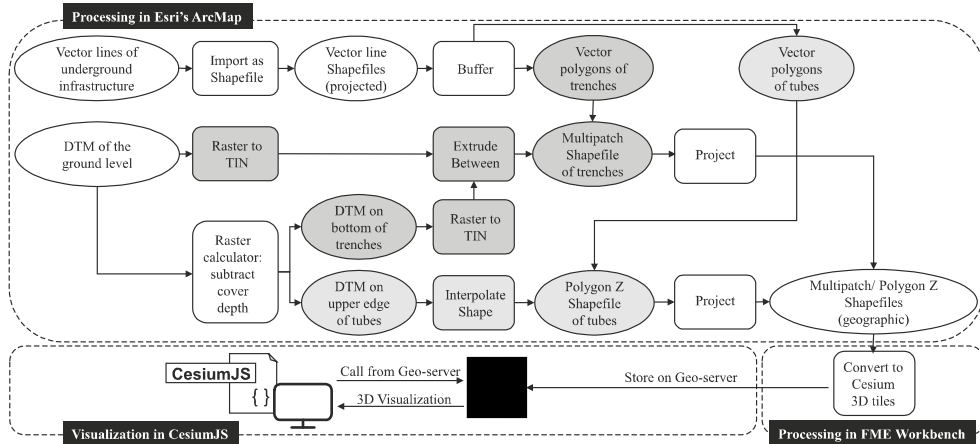 Processing in Esri's ArcMap
Vector lines of
underground
infrastructure
Import as
Shapefile
Vector line
Shapefiles
(projected)
Buffer
Vector
polygons of
trenches
Vector
polygons
of tubes
DTM of the
ground level
Raster to
TIN
Extrude
Between
Multipatch
Shapefile
of trenches
Project
Raster
calculator:
subtract
cover
depth
DTM on
bottom of
trenches
Raster to
TIN
DTM on
upper edge
of tubes
Interpolate
Shape
Polygon Z
Shapefile
of tubes
Project
Multipatch/ Polygon Z
Shapefiles
(geographic)
CesiumJS
{ }
Call from Geo-server
3D Visualization
Store on Geo-server
Convert to
Cesium
3D tiles
Visualization in CesiumJS
Processing in FME Workbench